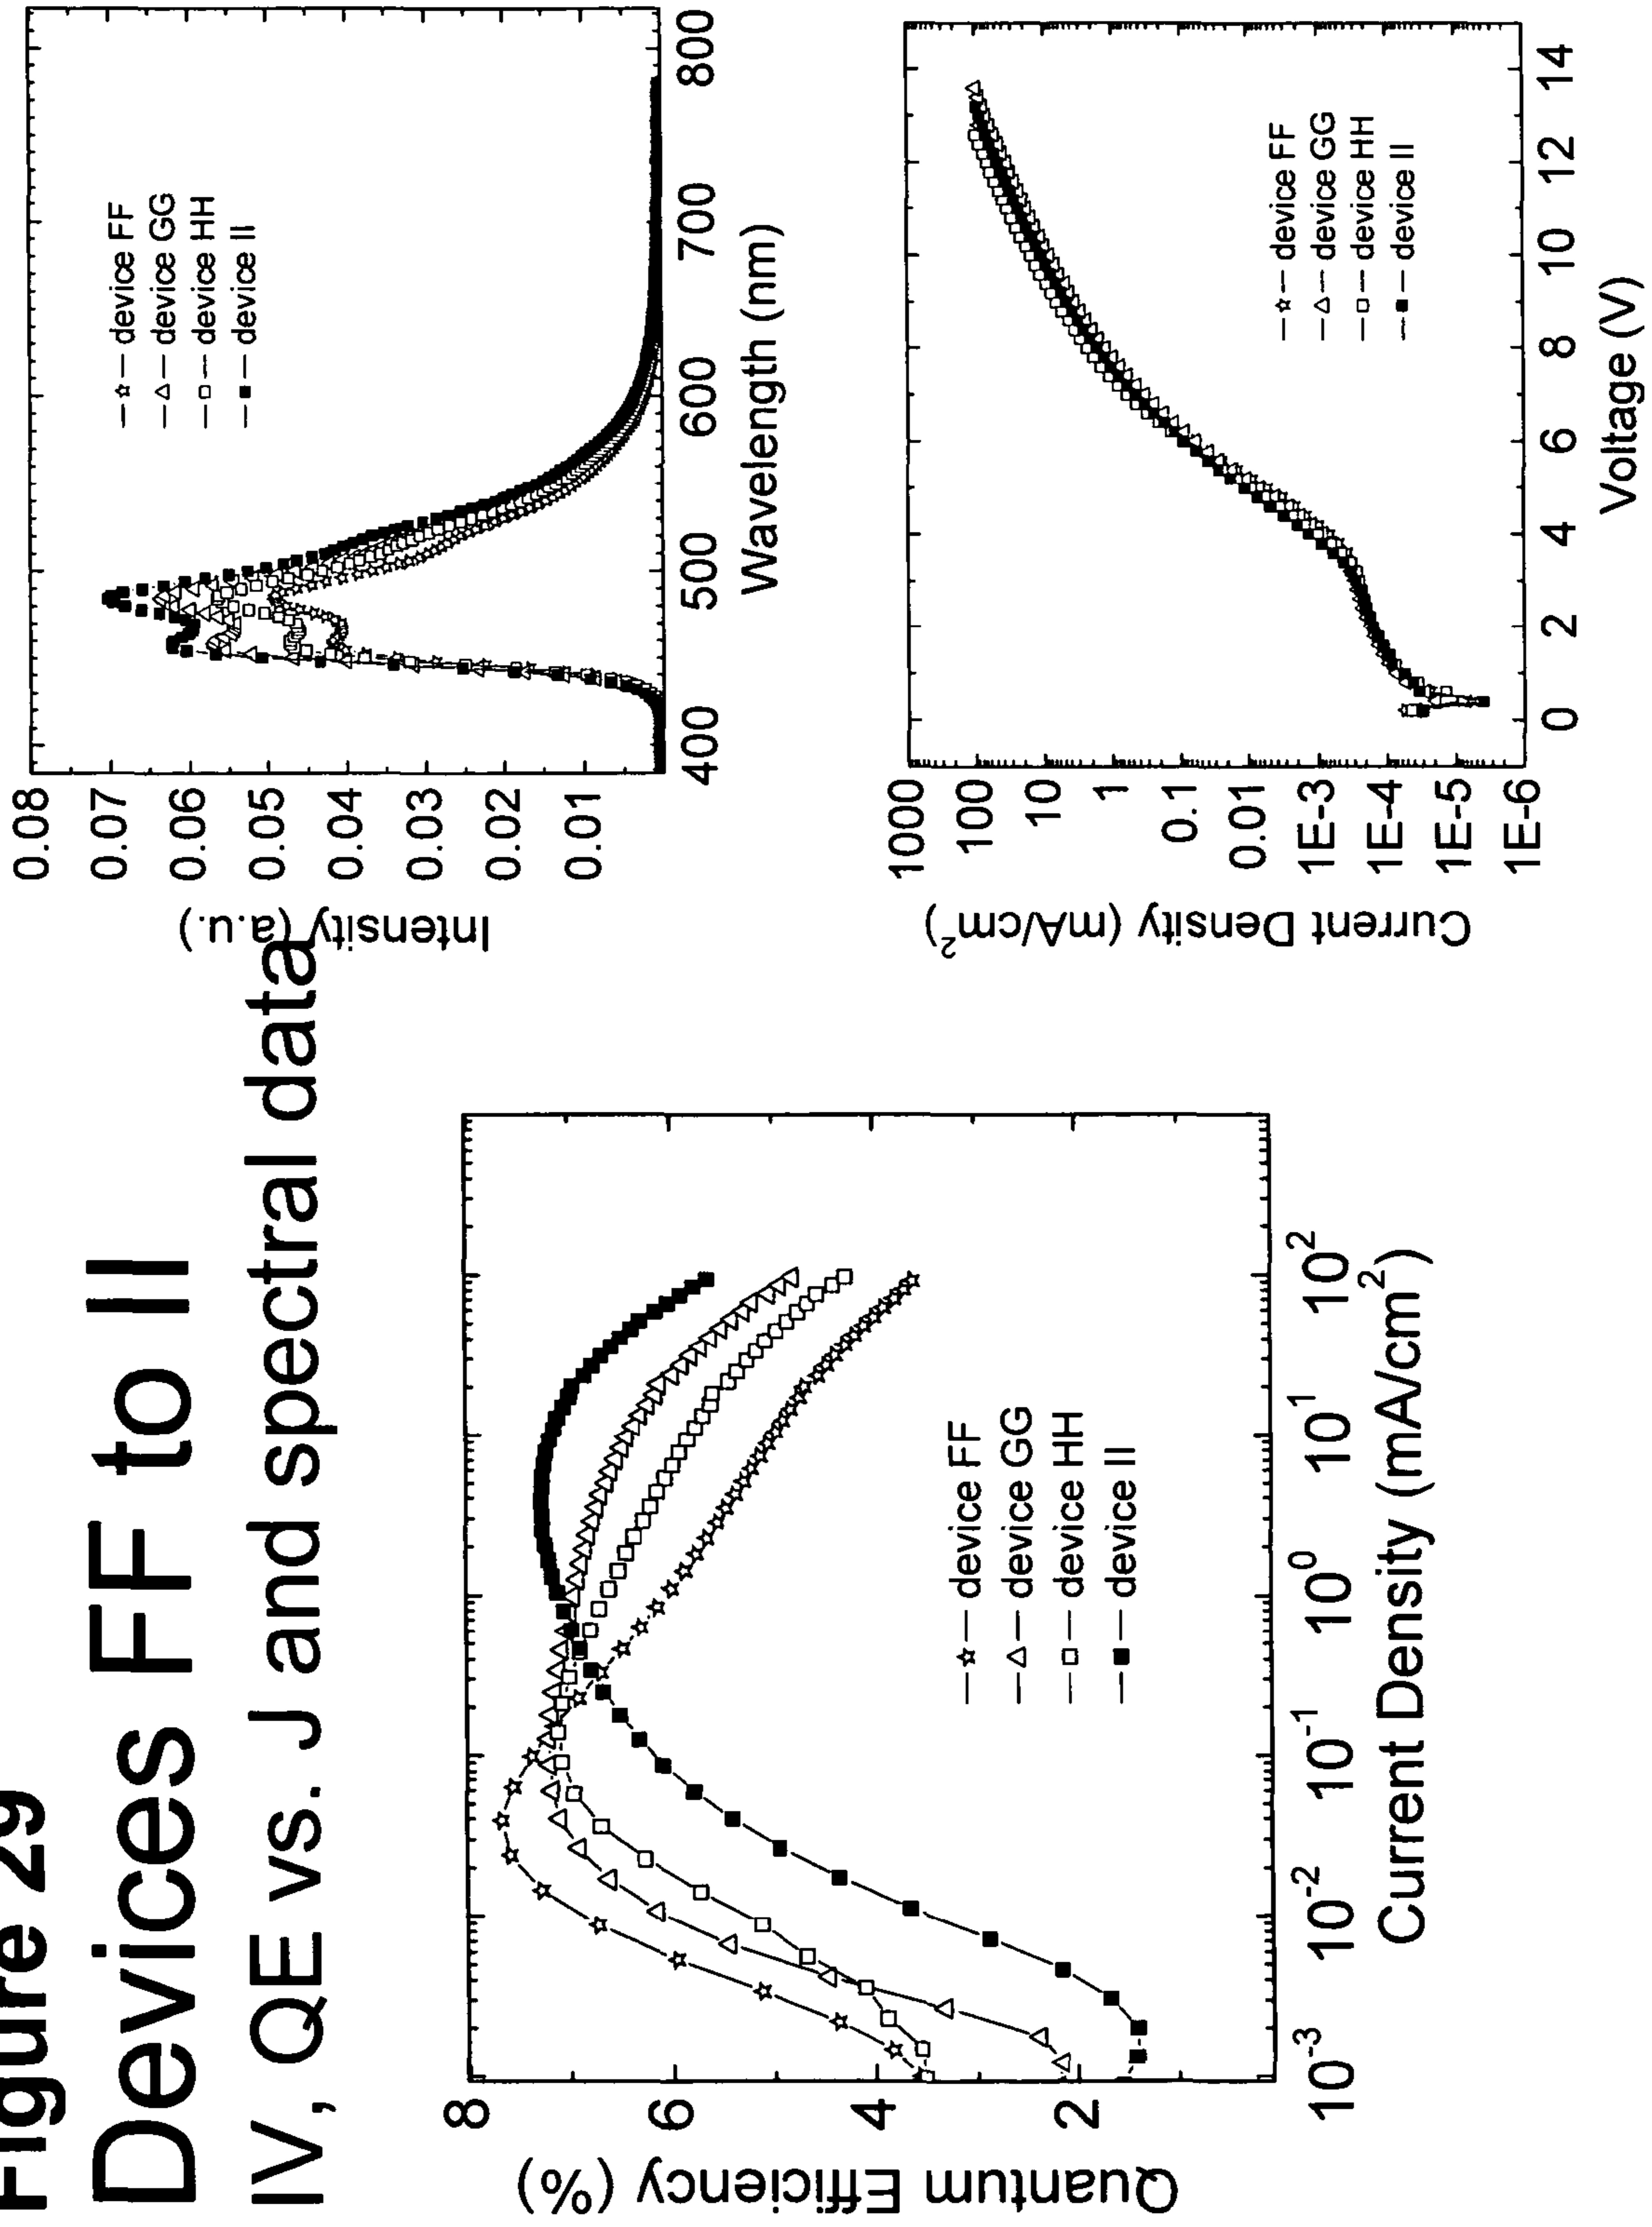 Figure 29
Devices FF to II
IV, QE vs. J and spectral data
Quantum Efficiency (%)
8
6
4
2
10-3
10-2
10-1
100
101
102
Current Density (mA/cm2)
—☆— device FF
—△— device GG
—□— device HH
—■— device II
Intensity (a.u.)
0.08
0.07
0.06
0.05
0.04
0.03
0.02
0.01
400
500
600
700
800
Wavelength (nm)
—☆— device FF
—△— device GG
—□— device HH
—■— device II
Current Density (mA/cm2)
1000
100
10
1
0.1
0.01
1E-3
1E-4
1E-5
1E-6
0
2
4
6
8
10
12
14
Voltage (V)
—☆— device FF
—△— device GG
—□— device HH
—■— device II